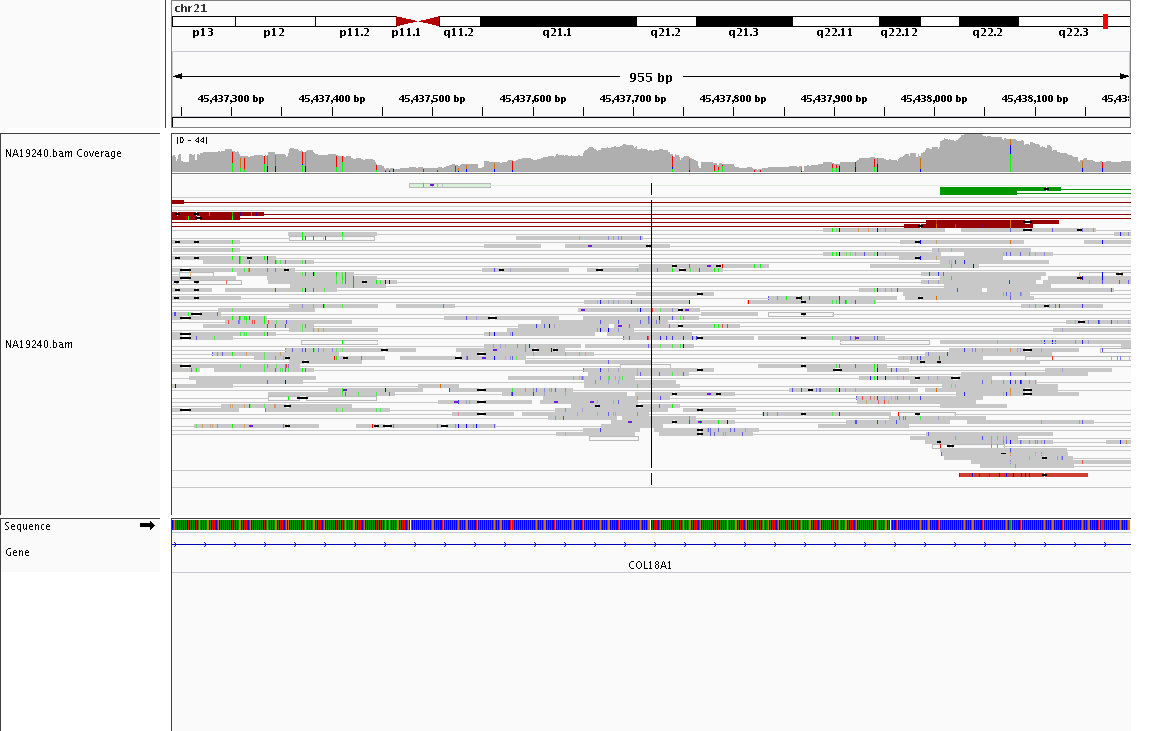 chr21
p13 p12 p11.2 p11.1 q11.2 q21.1 q21.2 q21.3 q22.11 q22.12 q22.2 q22.3
955 bp
45,437,300 bp 45,437,400 bp 45,437,500 bp 45,437,600 bp 45,437,700 bp 45,437,800 bp 45,437,900 bp 45,438,000 bp 45,438,100 bp 45,438
[0 - 44]
NA19240.bam Coverage
NA19240.bam
Sequence
Gene
COL18A1